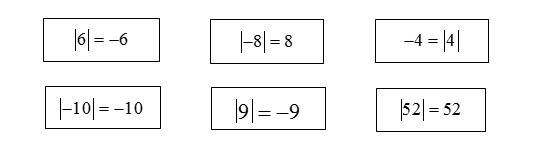 |6| = −6 |−8| = 8 −4 = |4|
|−10| = −10 |9| = −9 |52| = 52